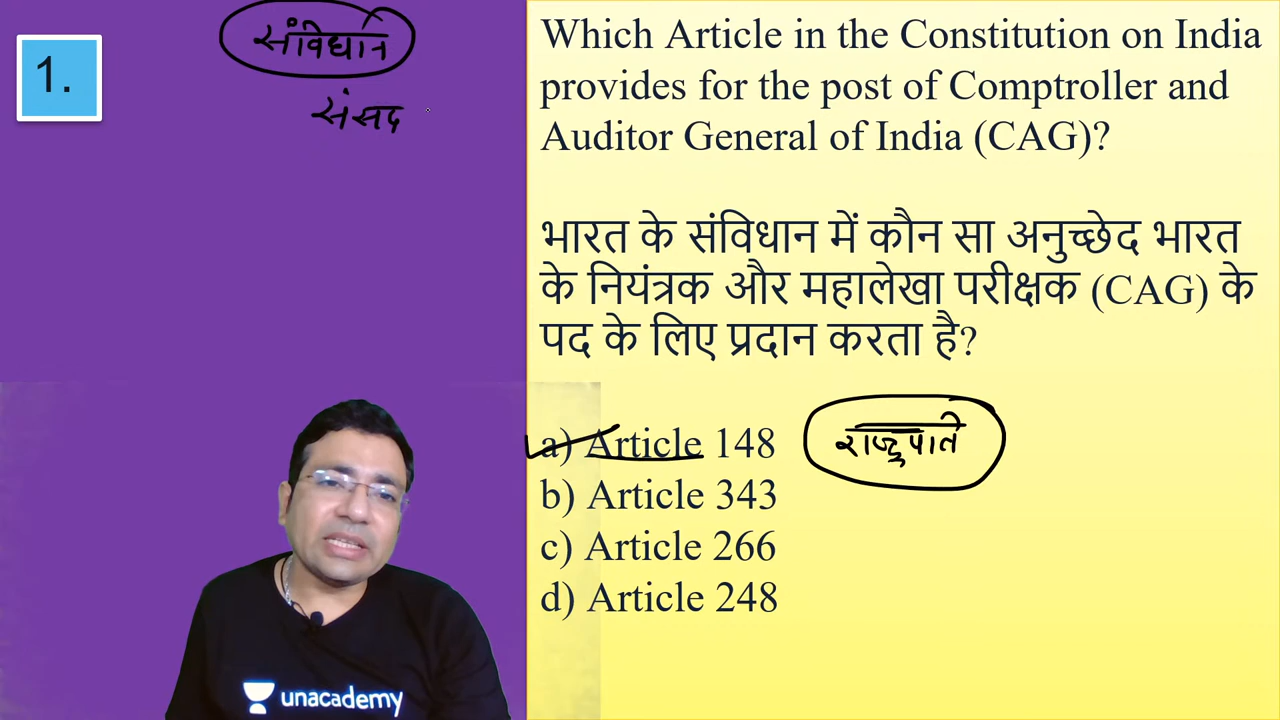 1.
संविधान
संसद
Which Article in the Constitution on India
provides for the post of Comptroller and
Auditor General of India (CAG)?
भारत के संविधान में कौन सा अनुच्छेद भारत
के नियंत्रक और महालेखा परीक्षक (CAG) के
पद के लिए प्रदान करता है?
a) Article 148
राष्ट्रपति
b) Article 343
c) Article 266
d) Article 248
unacademy